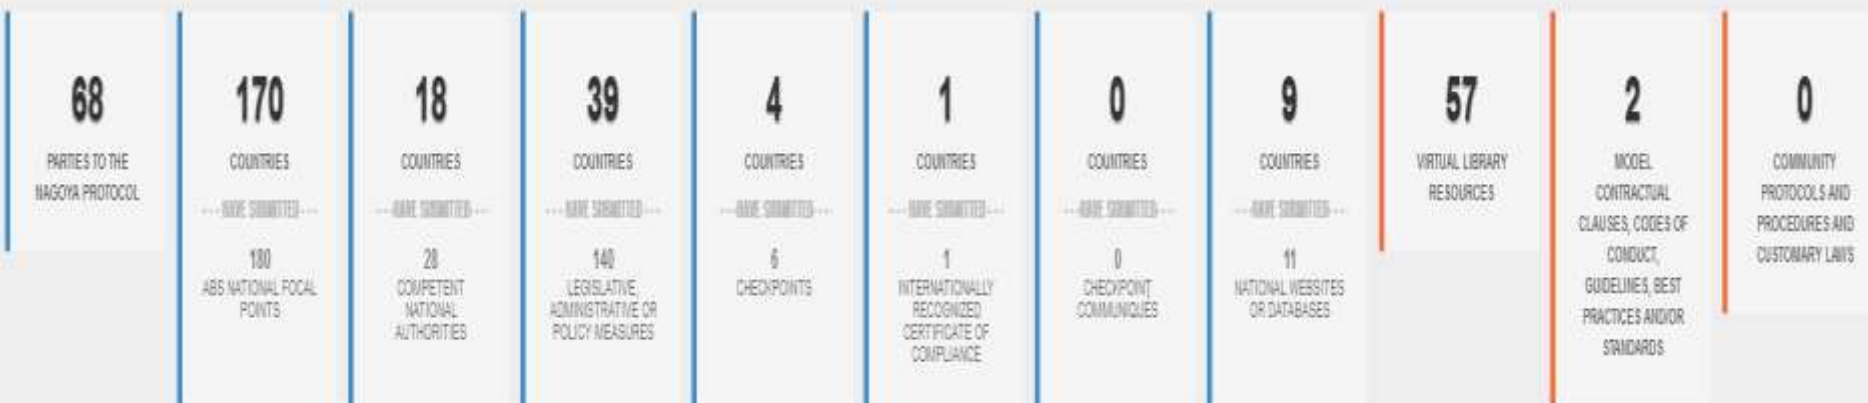 68
PARTIES TO THE
NAGOYA PROTOCOL
170
COUNTRIES
HAVE SUBMITTED
180
ABS NATIONAL FOCAL
POINTS
18
COUNTRIES
HAVE SUBMITTED
28
COMPETENT
NATIONAL
AUTHORITIES
39
COUNTRIES
HAVE SUBMITTED
140
LEGISLATIVE,
ADMINISTRATIVE OR
POLICY MEASURES
4
COUNTRIES
HAVE SUBMITTED
6
CHECKPOINTS
1
COUNTRIES
HAVE SUBMITTED
1
INTERNATIONALLY
RECOGNIZED
CERTIFICATE OF
COMPLIANCE
0
COUNTRIES
HAVE SUBMITTED
0
CHECKPOINT
COMMUNIQUES
9
COUNTRIES
HAVE SUBMITTED
11
NATIONAL WEBSITES
OR DATABASES
57
VIRTUAL LIBRARY
RESOURCES
2
MODEL
CONTRACTUAL
CLAUSES, CODES OF
CONDUCT,
GUIDELINES, BEST
PRACTICES AND/OR
STANDARDS
0
COMMUNITY
PROTOCOLS AND
PROCEDURES AND
CUSTOMARY LAWS